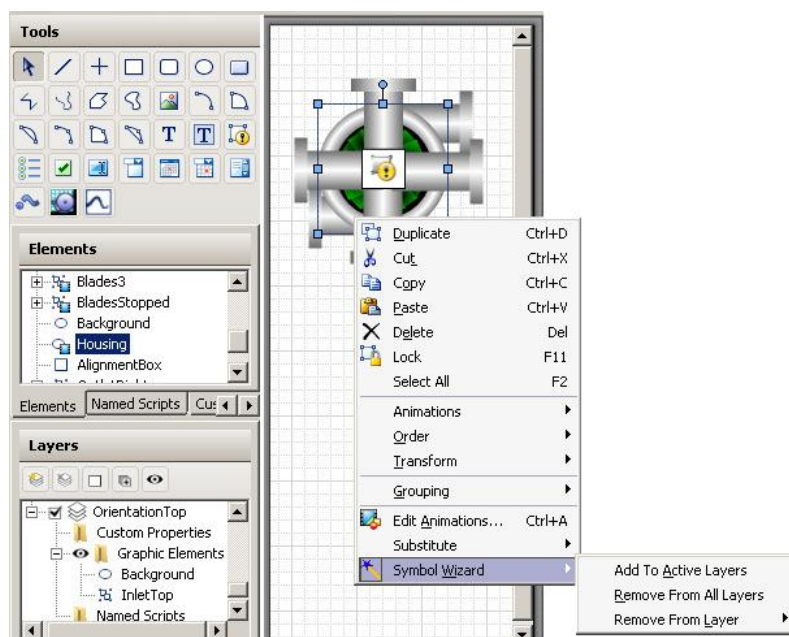 Tools
T
T
Elements
Blades3
BladesStopped
Background
Housing
AlignmentBox
Elements
Named Scripts
Cus
Layers
OrientationTop
Custom Properties
Graphic Elements
Background
InletTop
Named Scripts
Duplicate Ctrl+D
Cut Ctrl+X
Copy Ctrl+C
Paste Ctrl+V
Delete Del
Lock F11
Select All F2
Animations
Order
Transform
Grouping
Edit Animations... Ctrl+A
Substitute
Symbol Wizard
Add To Active Layers
Remove From All Layers
Remove From Layer